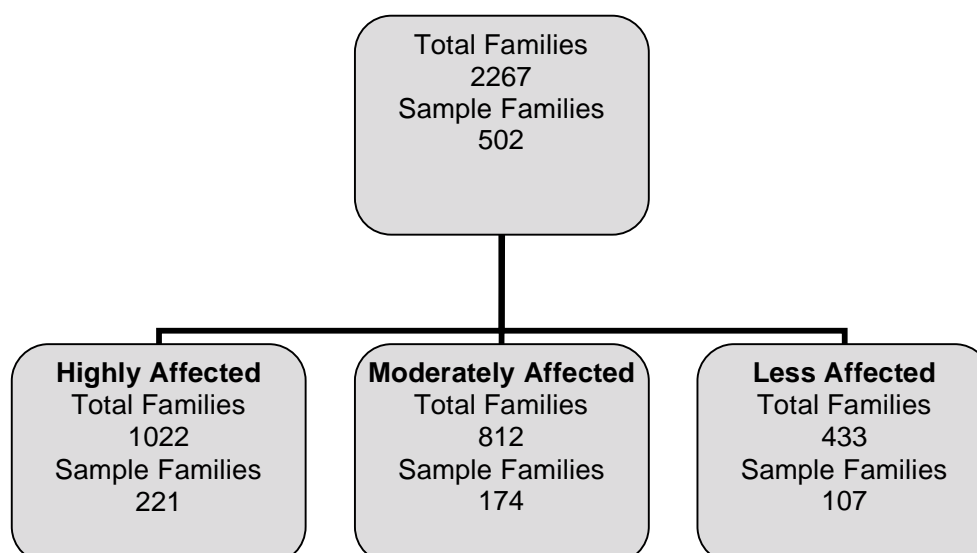 Total Families
2267
Sample Families
502
Highly Affected
Total Families
1022
Sample Families
221
Moderately Affected
Total Families
812
Sample Families
174
Less Affected
Total Families
433
Sample Families
107